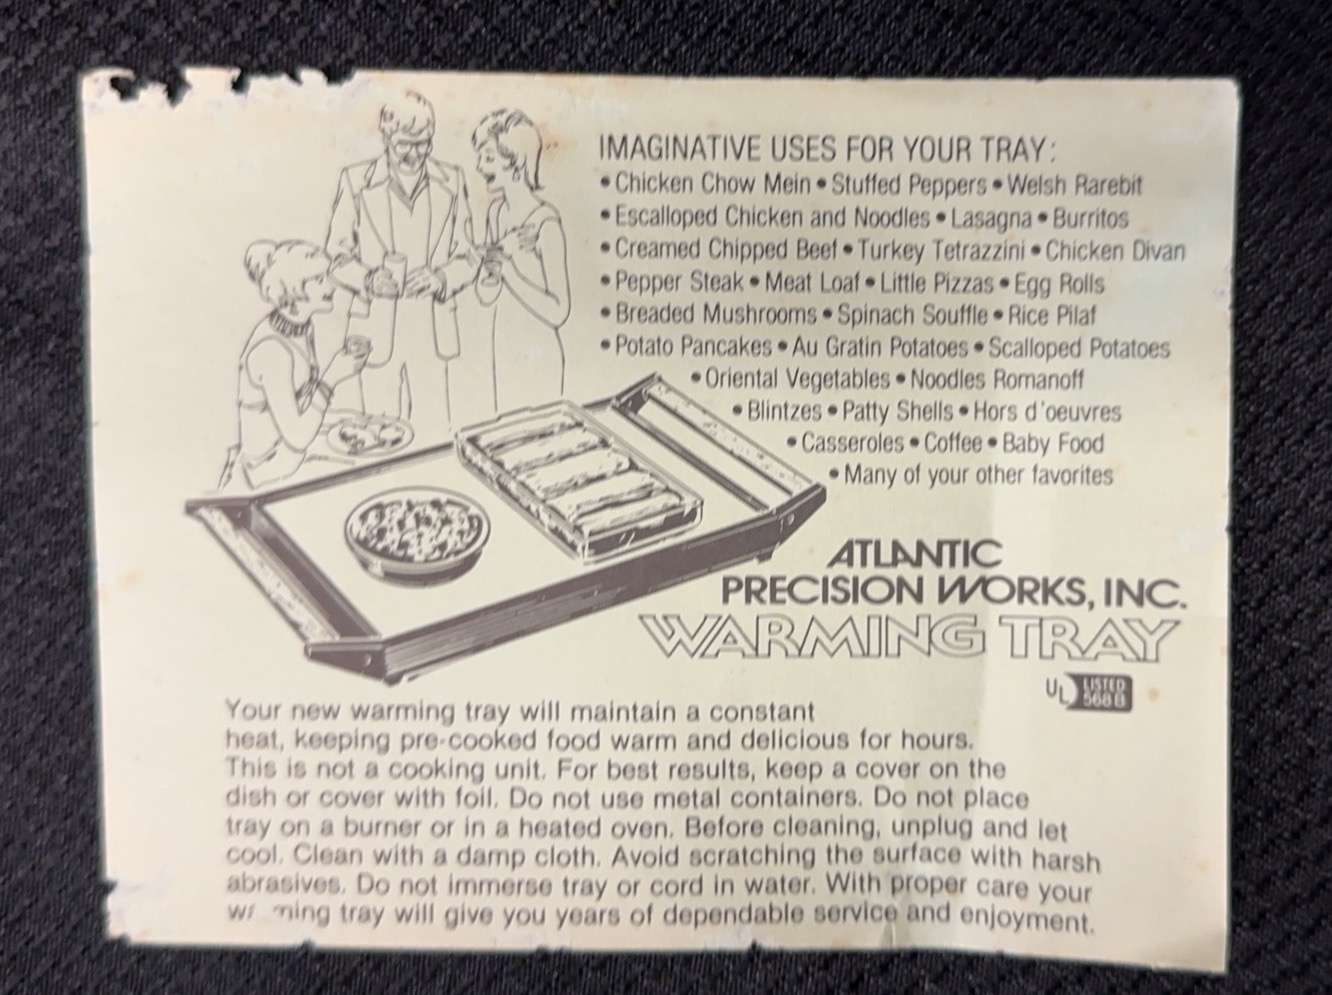 IMAGINATIVE USES FOR YOUR TRAY:
• Chicken Chow Mein • Stuffed Peppers • Welsh Rarebit
• Escalloped Chicken and Noodles • Lasagna • Burritos
• Creamed Chipped Beef • Turkey Tetrazzini • Chicken Divan
• Pepper Steak • Meat Loaf • Little Pizzas • Egg Rolls
• Breaded Mushrooms • Spinach Souffle • Rice Pilaf
• Potato Pancakes • Au Gratin Potatoes • Scalloped Potatoes
• Oriental Vegetables • Noodles Romanoff
• Blintzes • Patty Shells • Hors d'oeuvres
• Casseroles • Coffee • Baby Food
• Many of your other favorites
ATLANTIC
PRECISION WORKS, INC.
WARMING TRAY
UL LISTED
568B
Your new warming tray will maintain a constant
heat, keeping pre-cooked food warm and delicious for hours.
This is not a cooking unit. For best results, keep a cover on the
dish or cover with foil. Do not use metal containers. Do not place
tray on a burner or in a heated oven. Before cleaning, unplug and let
cool. Clean with a damp cloth. Avoid scratching the surface with harsh
abrasives. Do not immerse tray or cord in water. With proper care your
warming tray will give you years of dependable service and enjoyment.